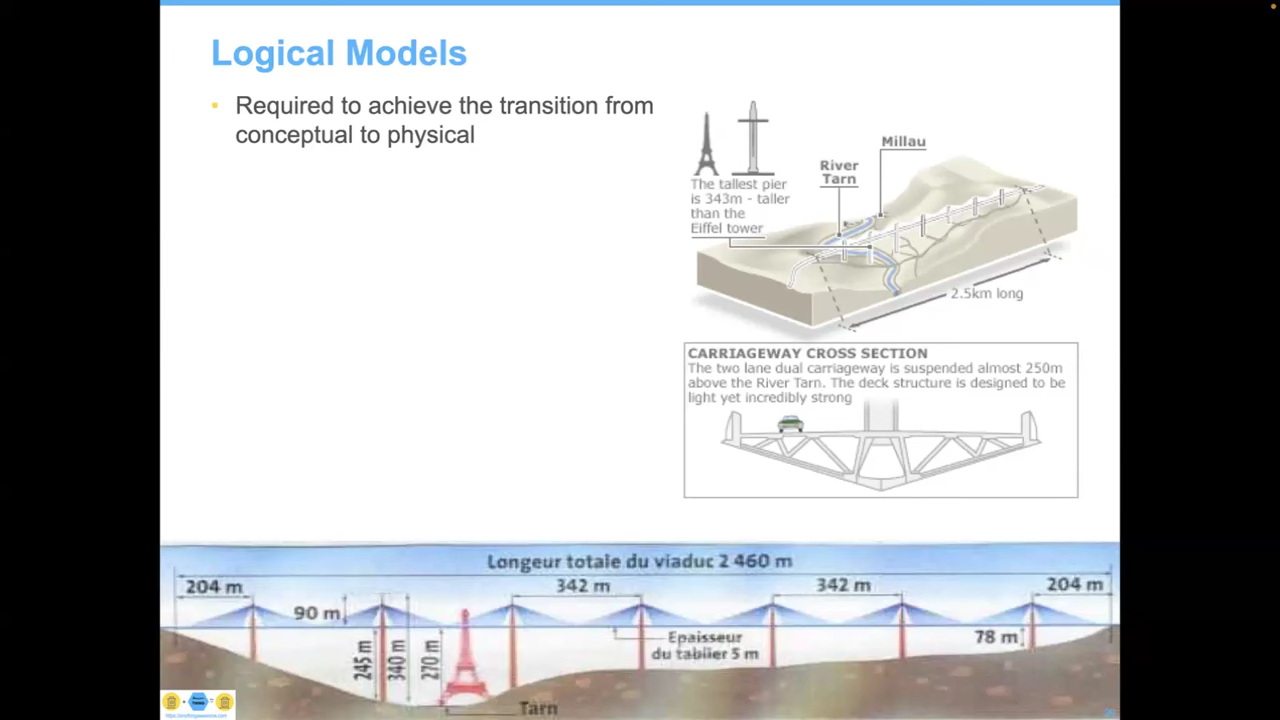 Logical Models
• Required to achieve the transition from
conceptual to physical
Millau
River
Tarn
The tallest pier
is 343m - taller
than the
Eiffel tower
2.5km long
CARRIAGEWAY CROSS SECTION
The two lane dual carriageway is suspended almost 250m
above the River Tarn. The deck structure is designed to be
light yet incredibly strong
Longeur totale du viaduc 2 460 m
204 m
342 m
342 m
204 m
90 m
245 m
340 m
270 m
Epaisseur
du tablier 5 m
78 m
Tarn